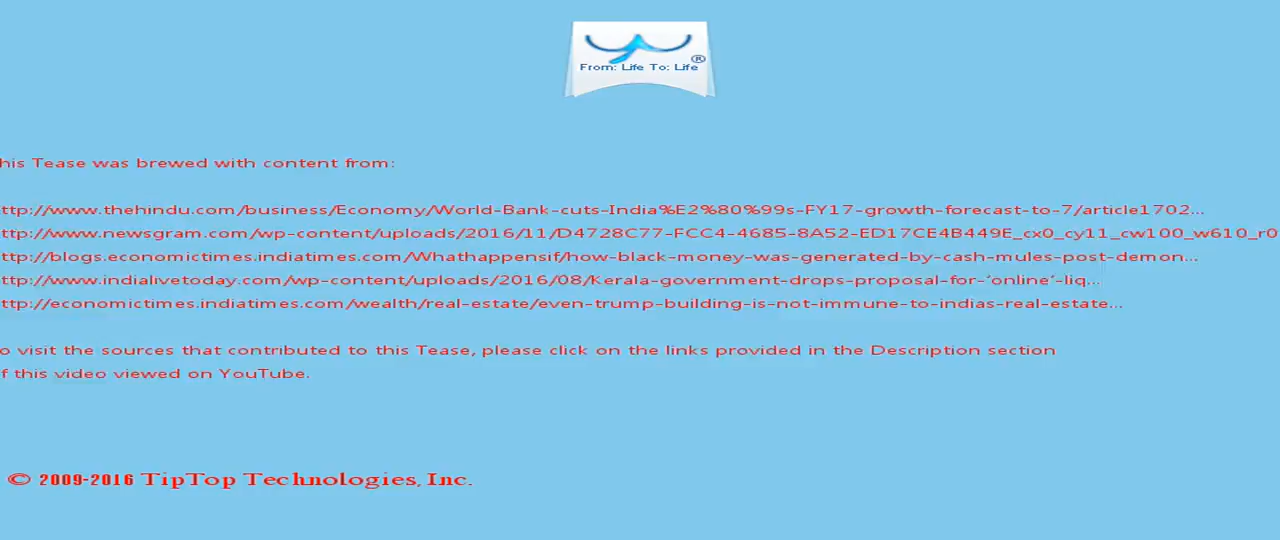 From: Life To: Life®
his Tease was brewed with content from:
ttp://www.thehindu.com/business/Economy/World-Bank-cuts-India%E2%80%99s-FY17-growth-forecast-to-7/article1702...
ttp://www.newsgram.com/wp-content/uploads/2016/11/D4728C77-FCC4-4685-8A52-ED17CE4B449E_cx0_cy11_cw100_w610_r0
ttp://blogs.economictimes.indiatimes.com/Whathappensif/how-black-money-was-generated-by-cash-mules-post-demon...
ttp://www.indialivetoday.com/wp-content/uploads/2016/08/Kerala-government-drops-proposal-for-‘online’-liq...
ttp://economictimes.indiatimes.com/wealth/real-estate/even-trump-building-is-not-immune-to-indias-real-estate...
o visit the sources that contributed to this Tease, please click on the links provided in the Description section
f this video viewed on YouTube.
© 2009-2016 TipTop Technologies, Inc.